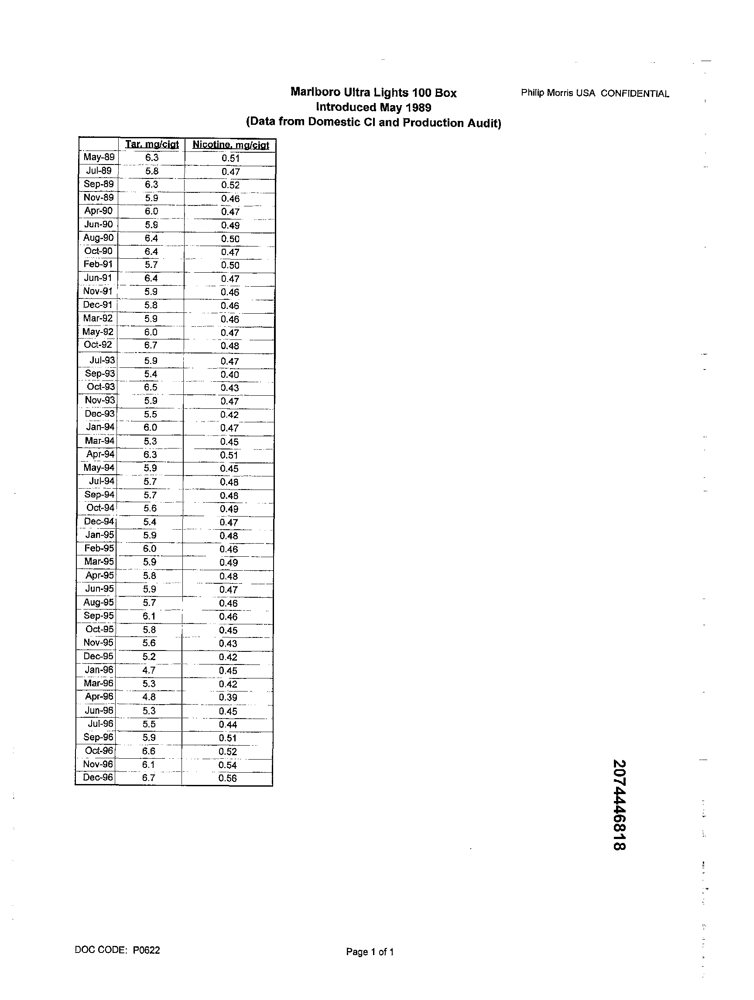 Marlboro Ultra Lights 100 Box
Philip Morris USA CONFIDENTIAL
Introduced May 1989
(Data from Domestic CI and Production Audit)
Tar, mg/cigt Nicotine, mg/cigt
May-89 6.3 0.51
Jul-89 5.8 0.47
Sep-89 6.3 0.52
Nov-89 5.9 0.46
Apr-90 6.0 0.47
Jun-90 5.9 0.49
Aug-90 6.4 0.50
Oct-90 6.4 0.47
Feb-91 5.7 0.50
Jun-91 6.4 0.47
Nov-91 5.9 0.46
Dec-91 5.8 0.46
Mar-92 5.9 0.46
May-92 6.0 0.47
Oct-92 6.7 0.48
Jul-93 5.9 0.47
Sep-93 5.4 0.40
Oct-93 6.5 0.43
Nov-93 5.9 0.47
Dec-93 5.5 0.42
Jan-94 6.0 0.47
Mar-94 5.3 0.45
Apr-94 6.3 0.51
May-94 5.9 0.45
Jul-94 5.7 0.48
Sep-94 5.7 0.48
Oct-94 5.6 0.49
Dec-94 5.4 0.47
Jan-95 5.9 0.48
Feb-95 6.0 0.46
Mar-95 5.9 0.49
Apr-95 5.8 0.48
Jun-95 5.9 0.47
Aug-95 5.7 0.46
Sep-95 6.1 0.46
Oct-95 5.8 0.45
Nov-95 5.6 0.43
Dec-95 5.2 0.42
Jan-96 4.7 0.45
Mar-96 5.3 0.42
Apr-96 4.8 0.39
Jun-96 5.3 0.45
Jul-96 5.5 0.44
Sep-96 5.9 0.51
Oct-96 6.6 0.52
Nov-96 6.1 0.54
Dec-96 6.7 0.56
2074446818
DOC CODE: P0622
Page 1 of 1